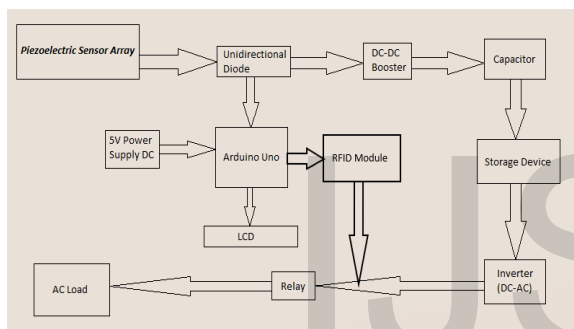 Piezoelectric Sensor Array
Unidirectional
Diode
DC-DC
Booster
Capacitor
5V Power
Supply DC
Arduino Uno
RFID Module
Storage Device
LCD
AC Load
Relay
Inverter
(DC-AC)
IJS